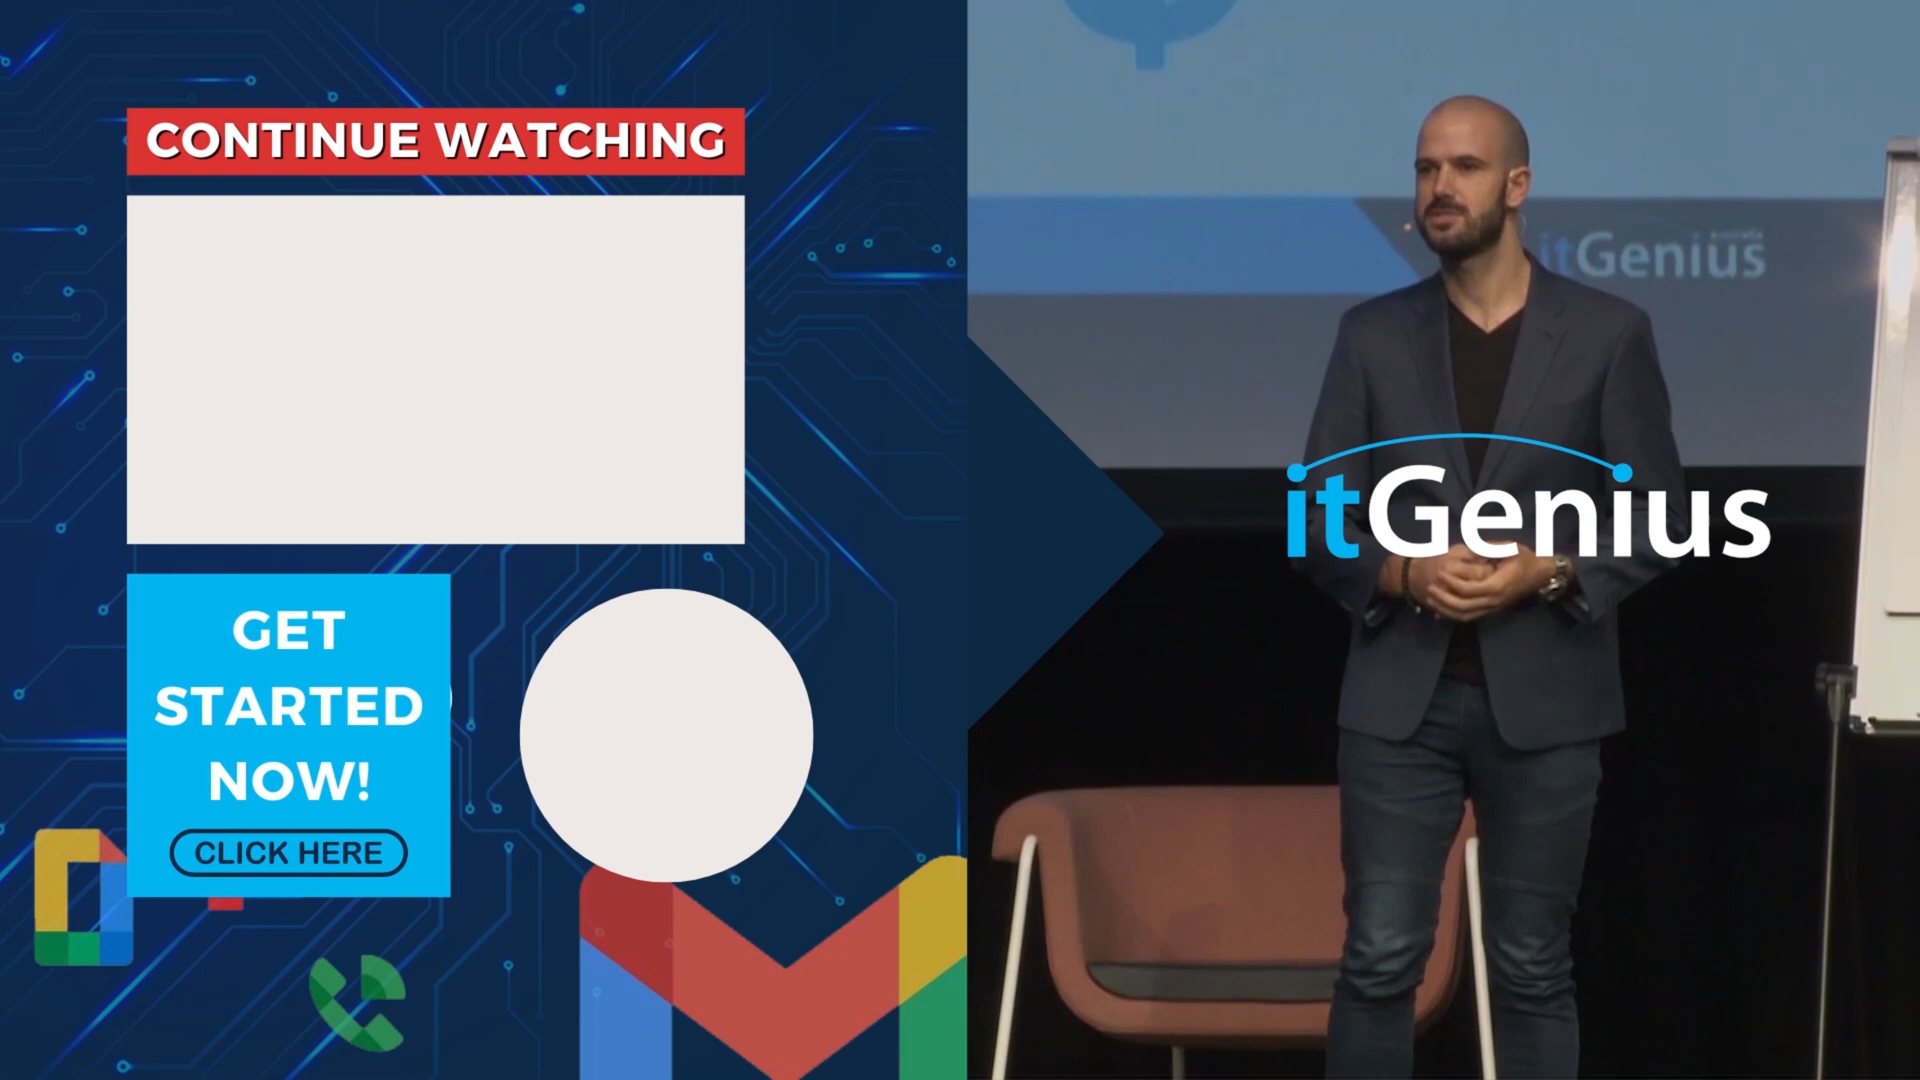 CONTINUE WATCHING
GET
STARTED
NOW!
CLICK HERE
itGenius
itGenius